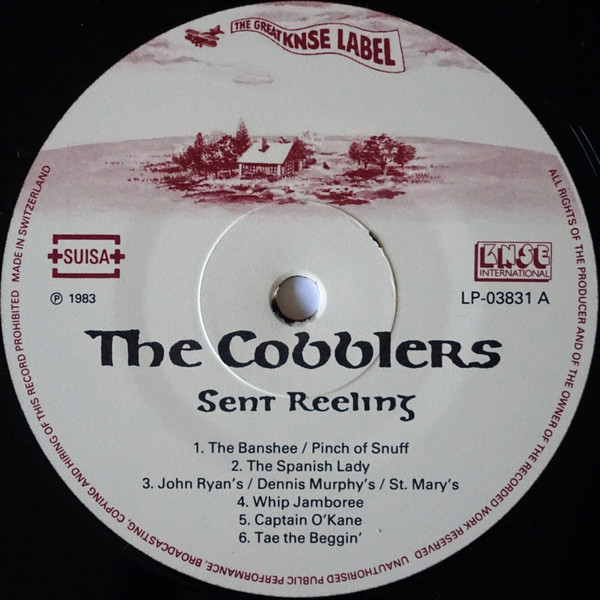 THE GREAT KNSE LABEL
SUISA
KNSE
INTERNATIONAL
℗ 1983
LP-03831 A
The Cobblers
Sent Reeling
1. The Banshee / Pinch of Snuff
2. The Spanish Lady
3. John Ryan's / Dennis Murphy's / St. Mary's
4. Whip Jamboree
5. Captain O'Kane
6. Tae the Beggin'
ALL RIGHTS OF THE PRODUCER AND OF THE OWNER OF THE RECORDED WORK RESERVED UNAUTHORISED PUBLIC PERFORMANCE, BROADCASTING, COPYING AND HIRING OF THIS RECORD PROHIBITED MADE IN SWITZERLAND